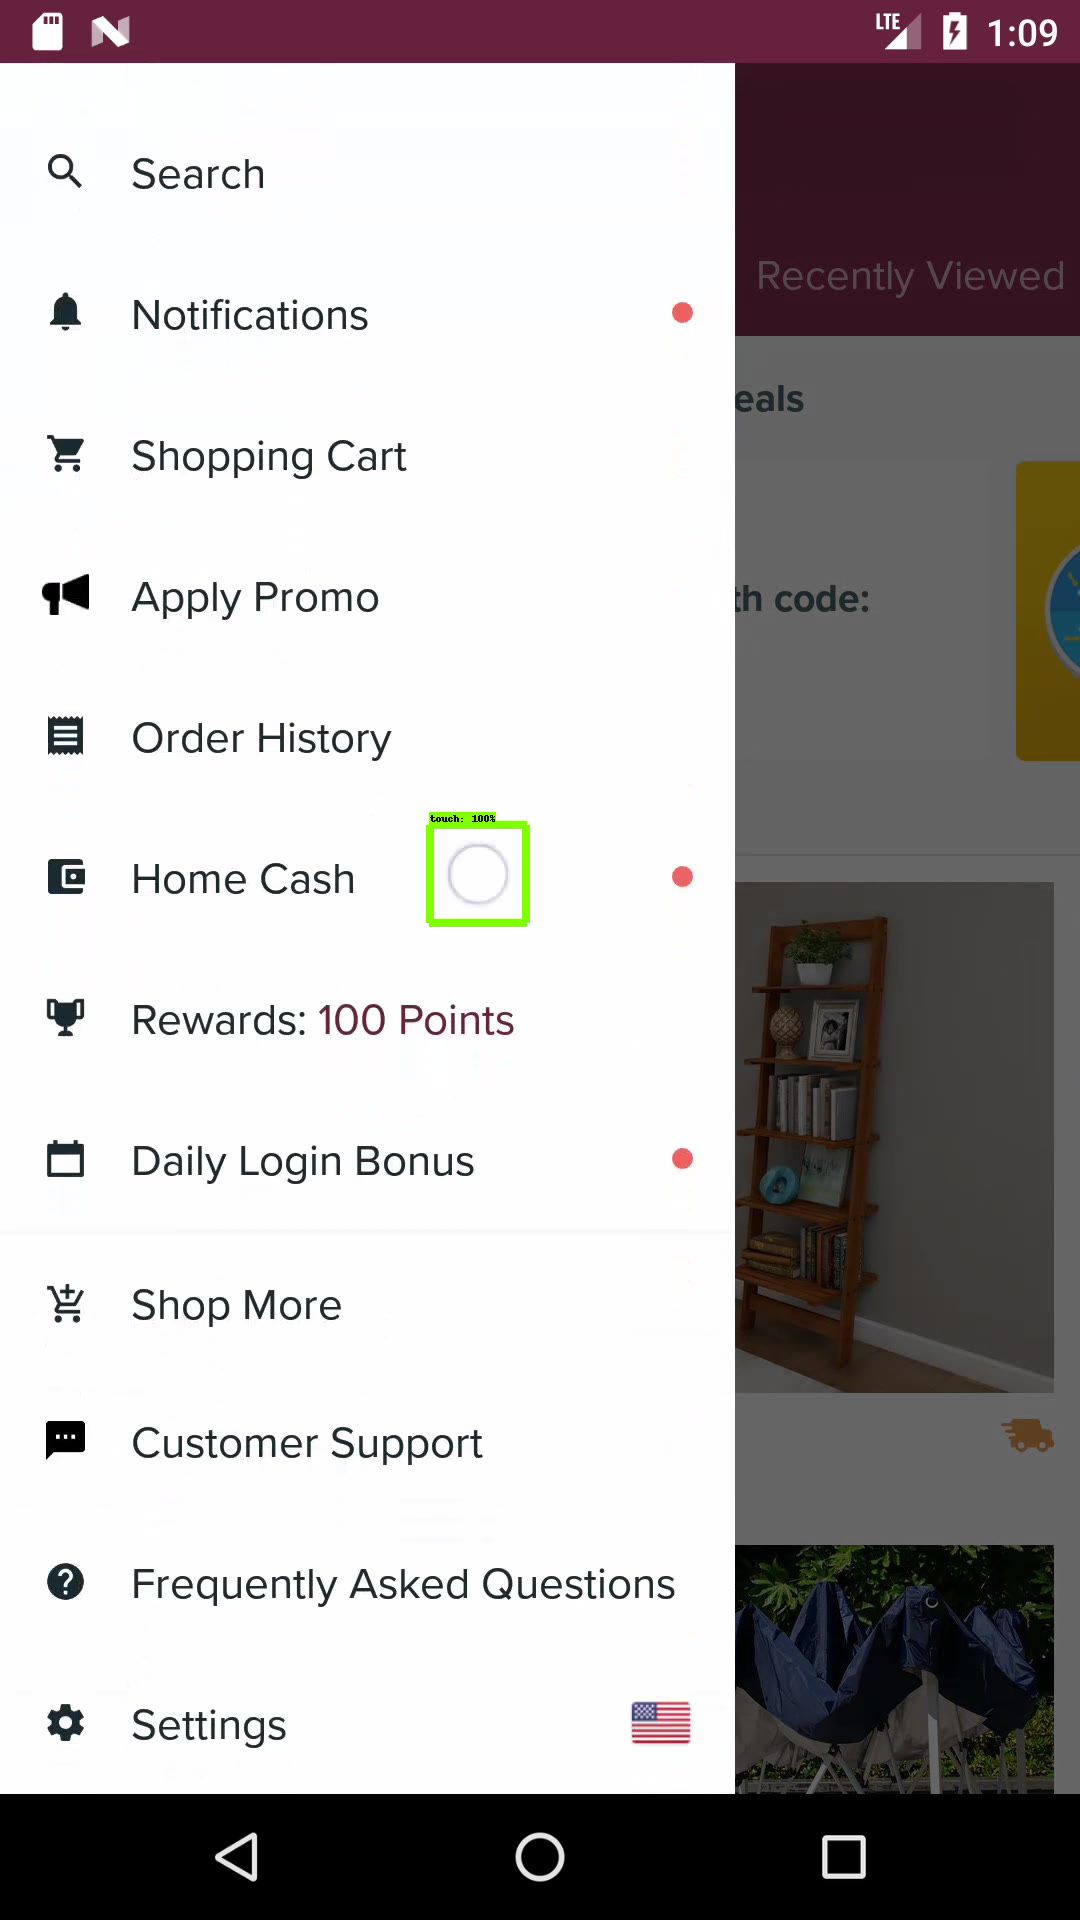 LTE 1:09
Search
Recently Viewed
Notifications
eals
Shopping Cart
Apply Promo
th code:
Order History
touch: 100%
Home Cash
Rewards: 100 Points
Daily Login Bonus
Shop More
Customer Support
Frequently Asked Questions
Settings